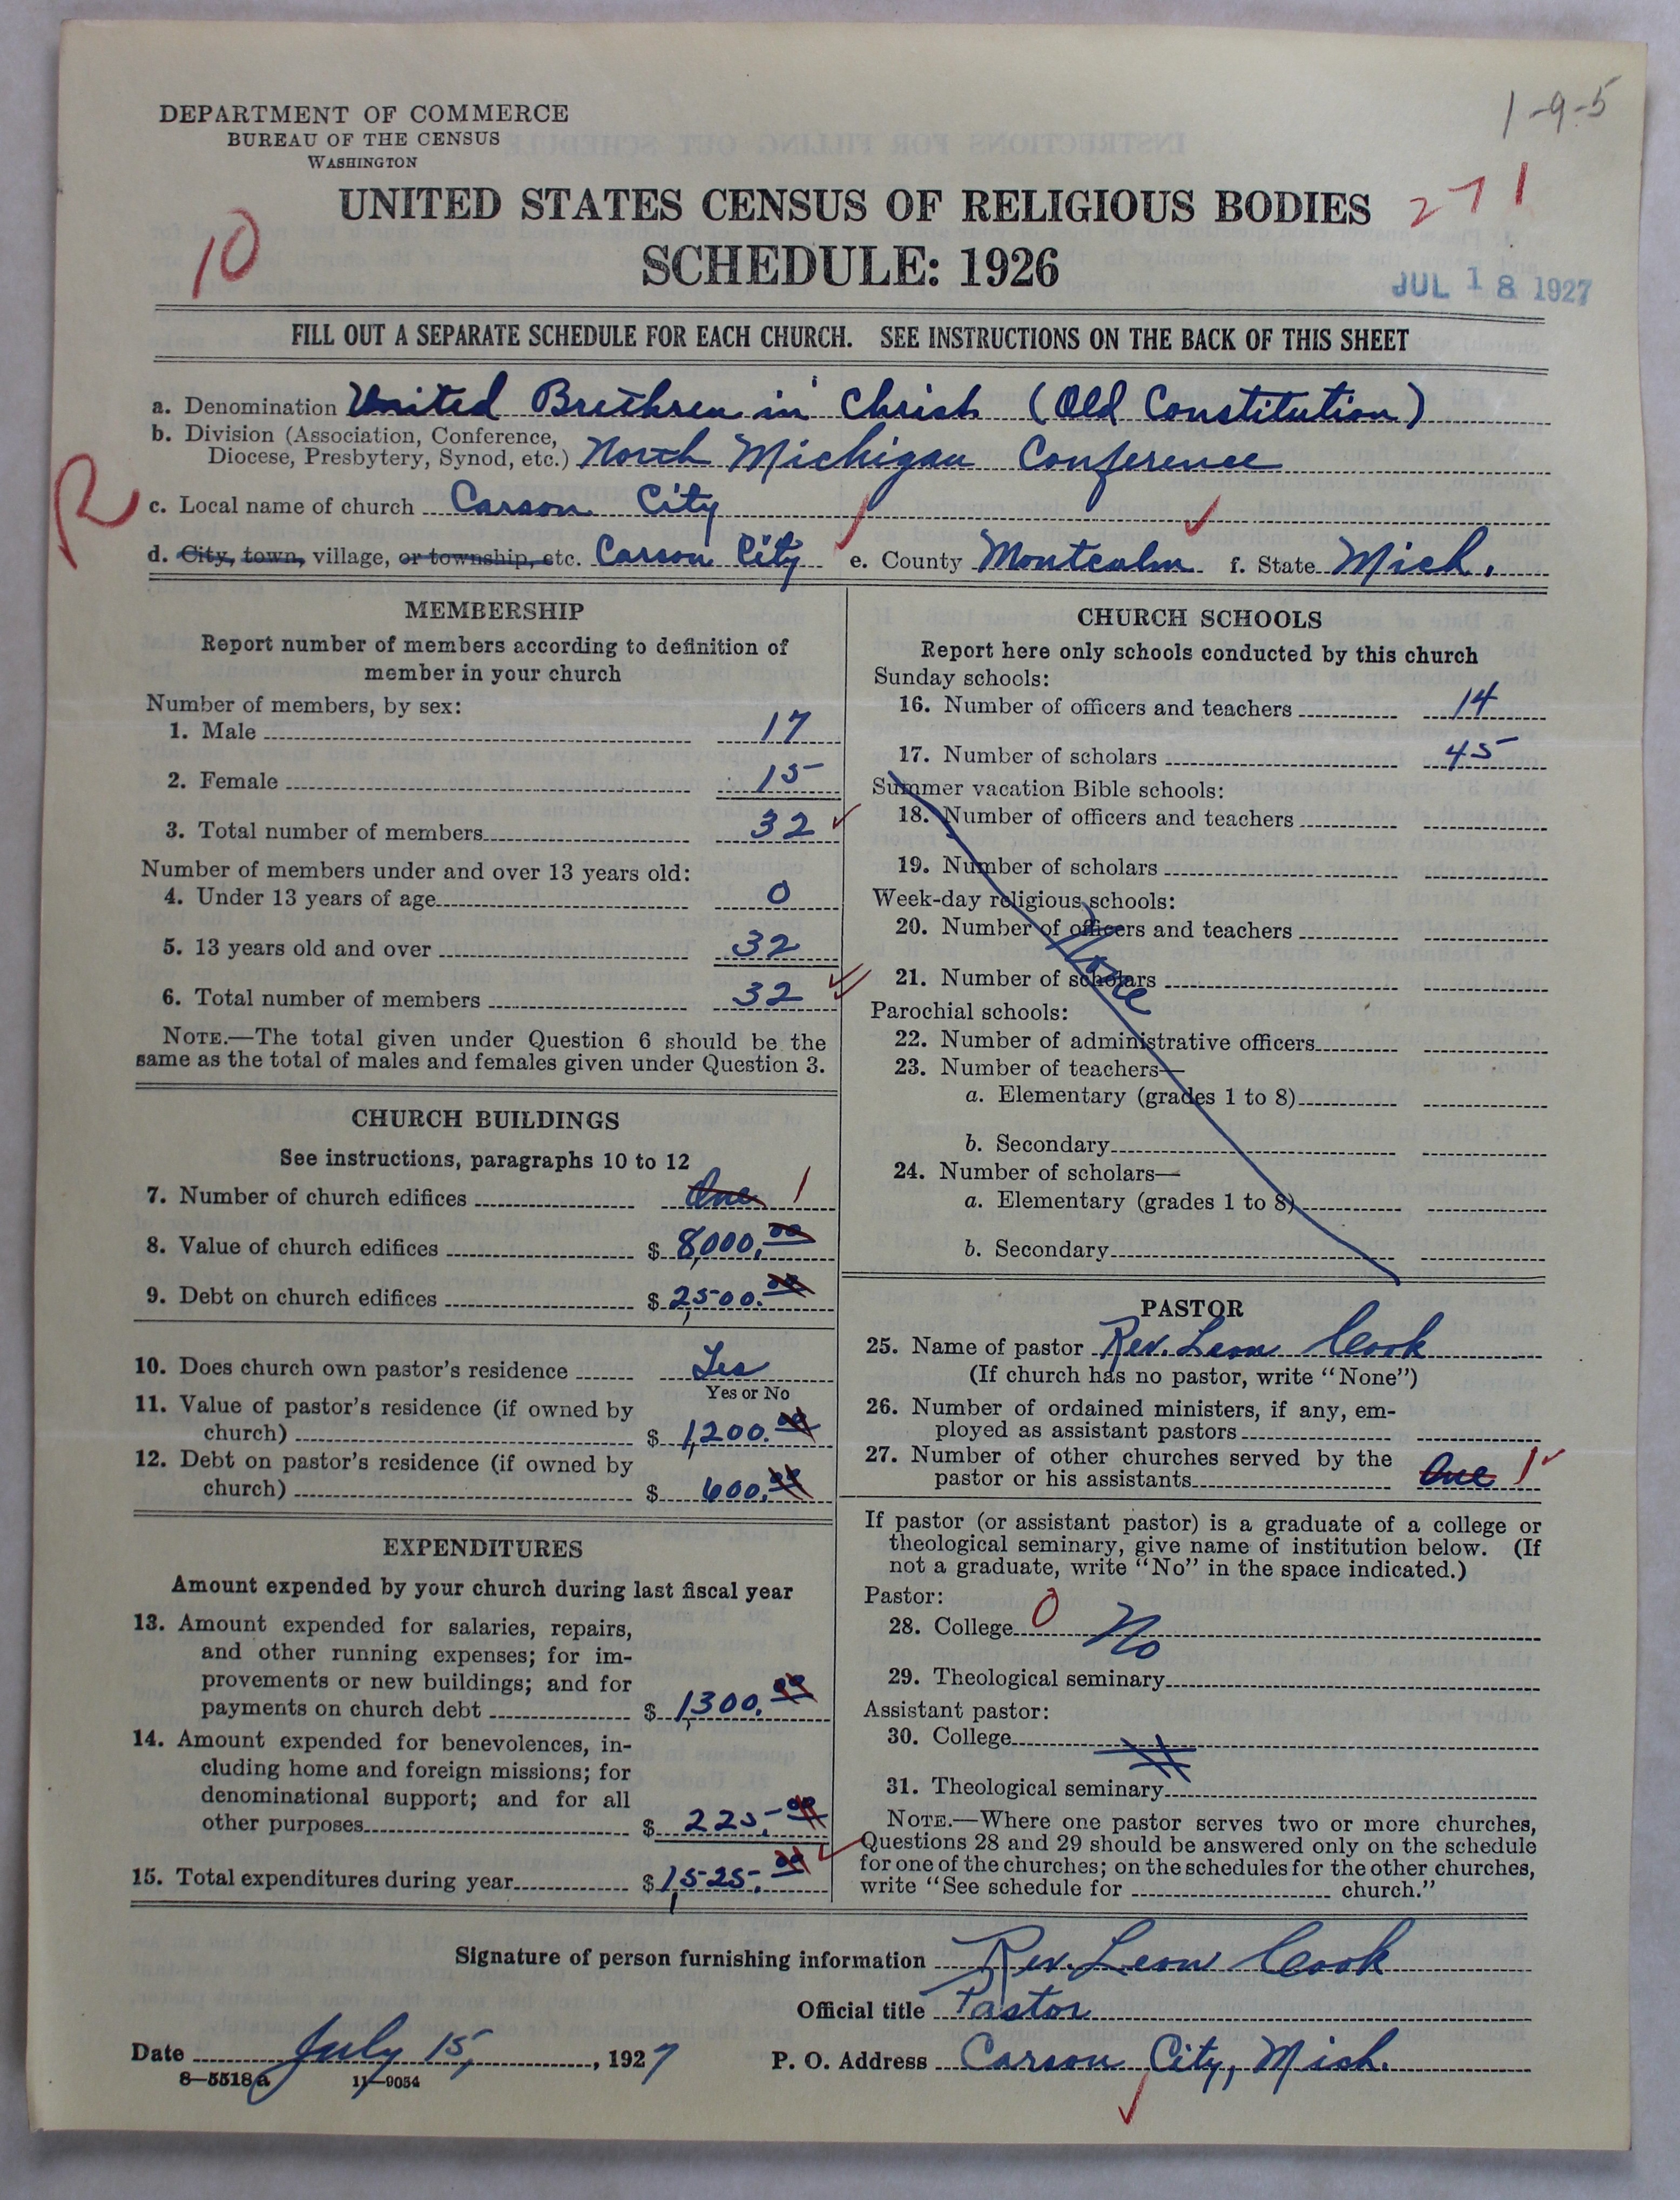 1-9-5
DEPARTMENT OF COMMERCE
BUREAU OF THE CENSUS
WASHINGTON
UNITED STATES CENSUS OF RELIGIOUS BODIES
271
10
SCHEDULE: 1926
JUL 18 1927
FILL OUT A SEPARATE SCHEDULE FOR EACH CHURCH. SEE INSTRUCTIONS ON THE BACK OF THIS SHEET
a. Denomination United Brethren in Christ (Old Constitution)
b. Division (Association, Conference,
Diocese, Presbytery, Synod, etc.) North Michigan Conference
R
c. Local name of church Carson City
d. City, town, village, or township, etc. Carson City e. County Montcalm f. State Mich.
MEMBERSHIP
Report number of members according to definition of
member in your church
Number of members, by sex:
1. Male 17
2. Female 15
3. Total number of members 32
Number of members under and over 13 years old:
4. Under 13 years of age 0
5. 13 years old and over 32
6. Total number of members 32
NOTE.—The total given under Question 6 should be the
same as the total of males and females given under Question 3.
CHURCH BUILDINGS
See instructions, paragraphs 10 to 12
7. Number of church edifices One 1
8. Value of church edifices $ 8,000.00
9. Debt on church edifices $ 2,500.00
10. Does church own pastor's residence Yes
Yes or No
11. Value of pastor's residence (if owned by
church) $ 1,200.00
12. Debt on pastor's residence (if owned by
church) $ 600.00
EXPENDITURES
Amount expended by your church during last fiscal year
13. Amount expended for salaries, repairs,
and other running expenses; for im-
provements or new buildings; and for
payments on church debt $ 1,300.00
14. Amount expended for benevolences, in-
cluding home and foreign missions; for
denominational support; and for all
other purposes $ 225.00
15. Total expenditures during year $ 1,525.00
CHURCH SCHOOLS
Report here only schools conducted by this church
Sunday schools:
16. Number of officers and teachers 14
17. Number of scholars 45
Summer vacation Bible schools:
18. Number of officers and teachers
19. Number of scholars
Week-day religious schools:
20. Number of officers and teachers
None
21. Number of scholars
Parochial schools:
22. Number of administrative officers
23. Number of teachers—
a. Elementary (grades 1 to 8)
b. Secondary
24. Number of scholars—
a. Elementary (grades 1 to 8)
b. Secondary
PASTOR
25. Name of pastor Rev. Leon Cook
(If church has no pastor, write "None")
26. Number of ordained ministers, if any, em-
ployed as assistant pastors
27. Number of other churches served by the
pastor or his assistants One 1
If pastor (or assistant pastor) is a graduate of a college or
theological seminary, give name of institution below. (If
not a graduate, write "No" in the space indicated.)
Pastor:
28. College 0 No
29. Theological seminary
Assistant pastor:
30. College
31. Theological seminary
NOTE.—Where one pastor serves two or more churches,
Questions 28 and 29 should be answered only on the schedule
for one of the churches; on the schedules for the other churches,
write "See schedule for church."
Signature of person furnishing information Rev. Leon Cook
Official title Pastor
Date July 15, 1927 P. O. Address Carson City, Mich.
8—5518a 11—9054